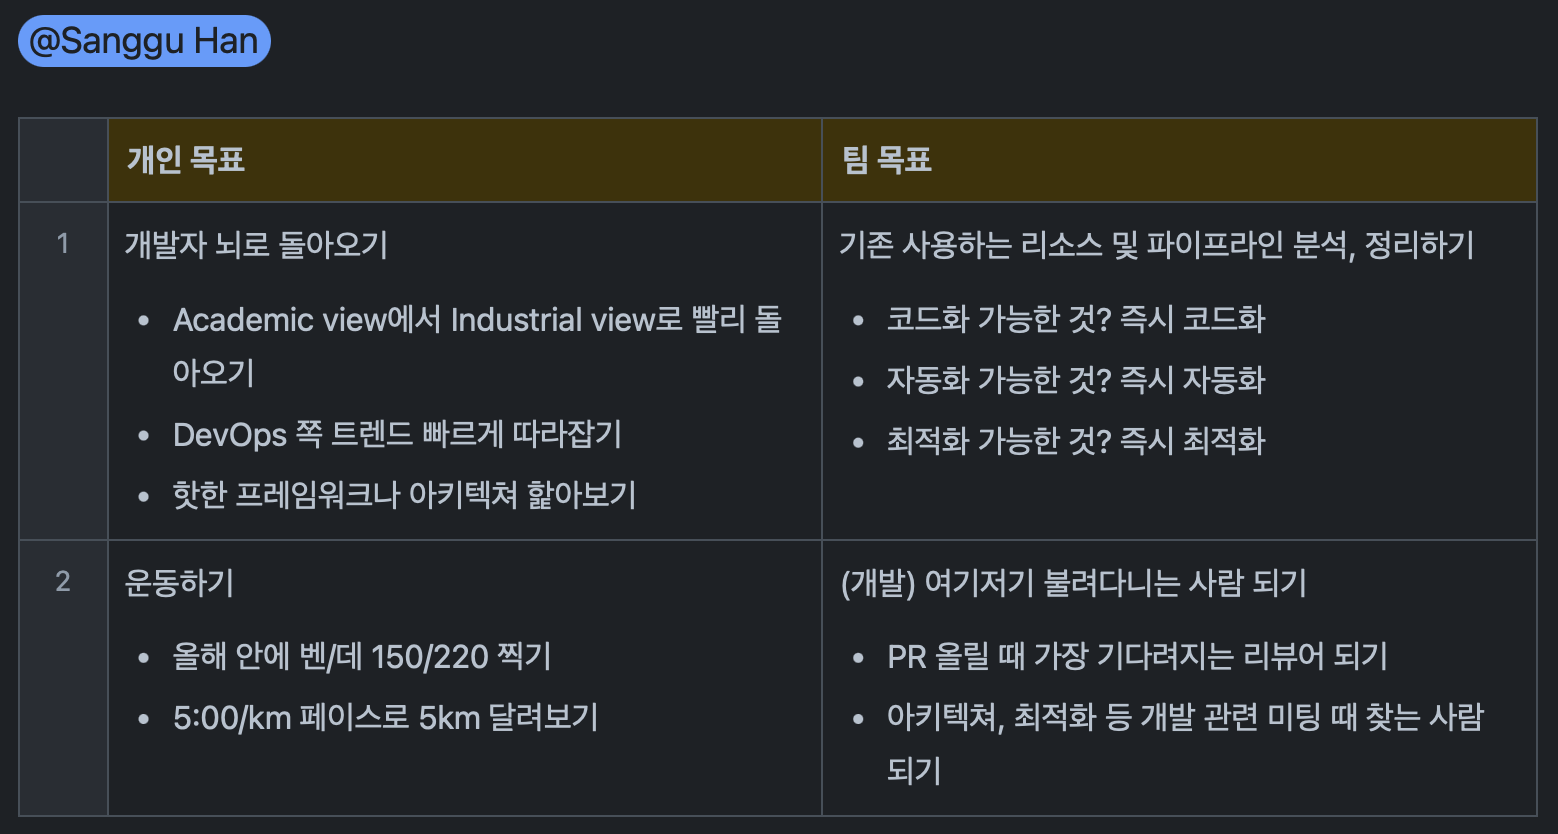 @Sanggu Han
개인 목표
팀 목표
1
개발자 뇌로 돌아오기
Academic view에서 Industrial view로 빨리 돌
아오기
DevOps 쪽 트렌드 빠르게 따라잡기
핫한 프레임워크나 아키텍쳐 핥아보기
기존 사용하는 리소스 및 파이프라인 분석, 정리하기
코드화 가능한 것? 즉시 코드화
자동화 가능한 것? 즉시 자동화
최적화 가능한 것? 즉시 최적화
2
운동하기
올해 안에 벤/데 150/220 찍기
5:00/km 페이스로 5km 달려보기
(개발) 여기저기 불려다니는 사람 되기
PR 올릴 때 가장 기다려지는 리뷰어 되기
아키텍쳐, 최적화 등 개발 관련 미팅 때 찾는 사람
되기